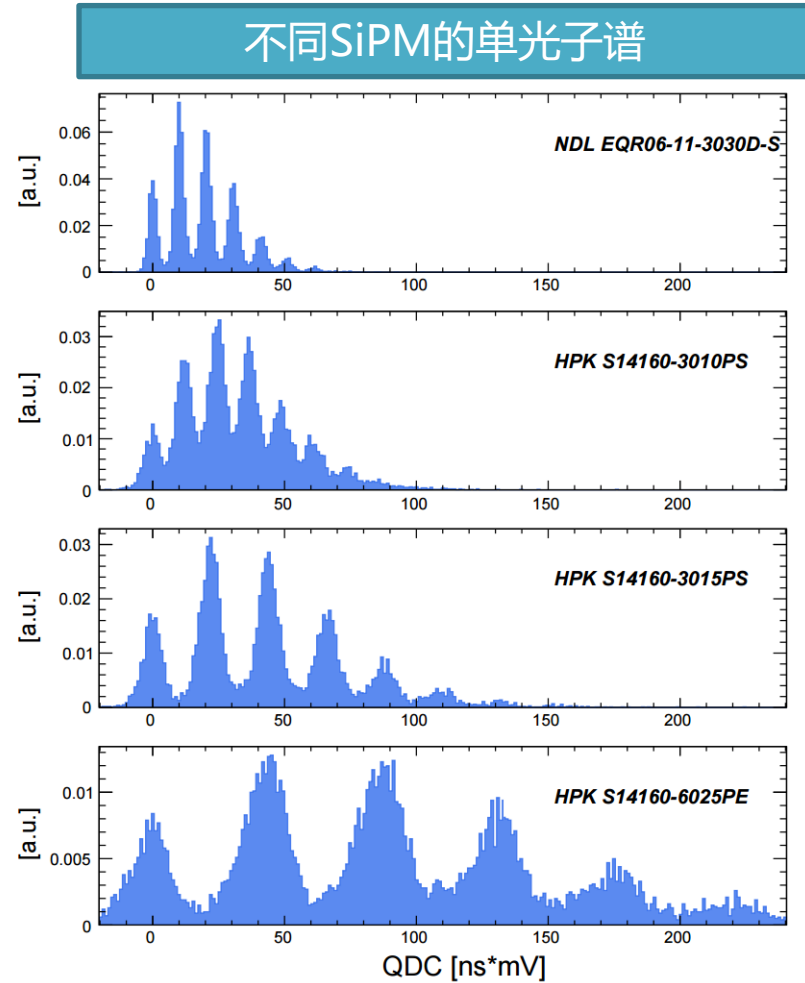 不同SiPM的单光子谱
NDL EQR06-11-3030D-S
[a.u.]
0.06
0.04
0.02
0
0 50 100 150 200
HPK S14160-3010PS
[a.u.]
0.03
0.02
0.01
0
0 50 100 150 200
HPK S14160-3015PS
[a.u.]
0.03
0.02
0.01
0
0 50 100 150 200
HPK S14160-6025PE
[a.u.]
0.01
0.005
0
0 50 100 150 200
QDC [ns*mV]